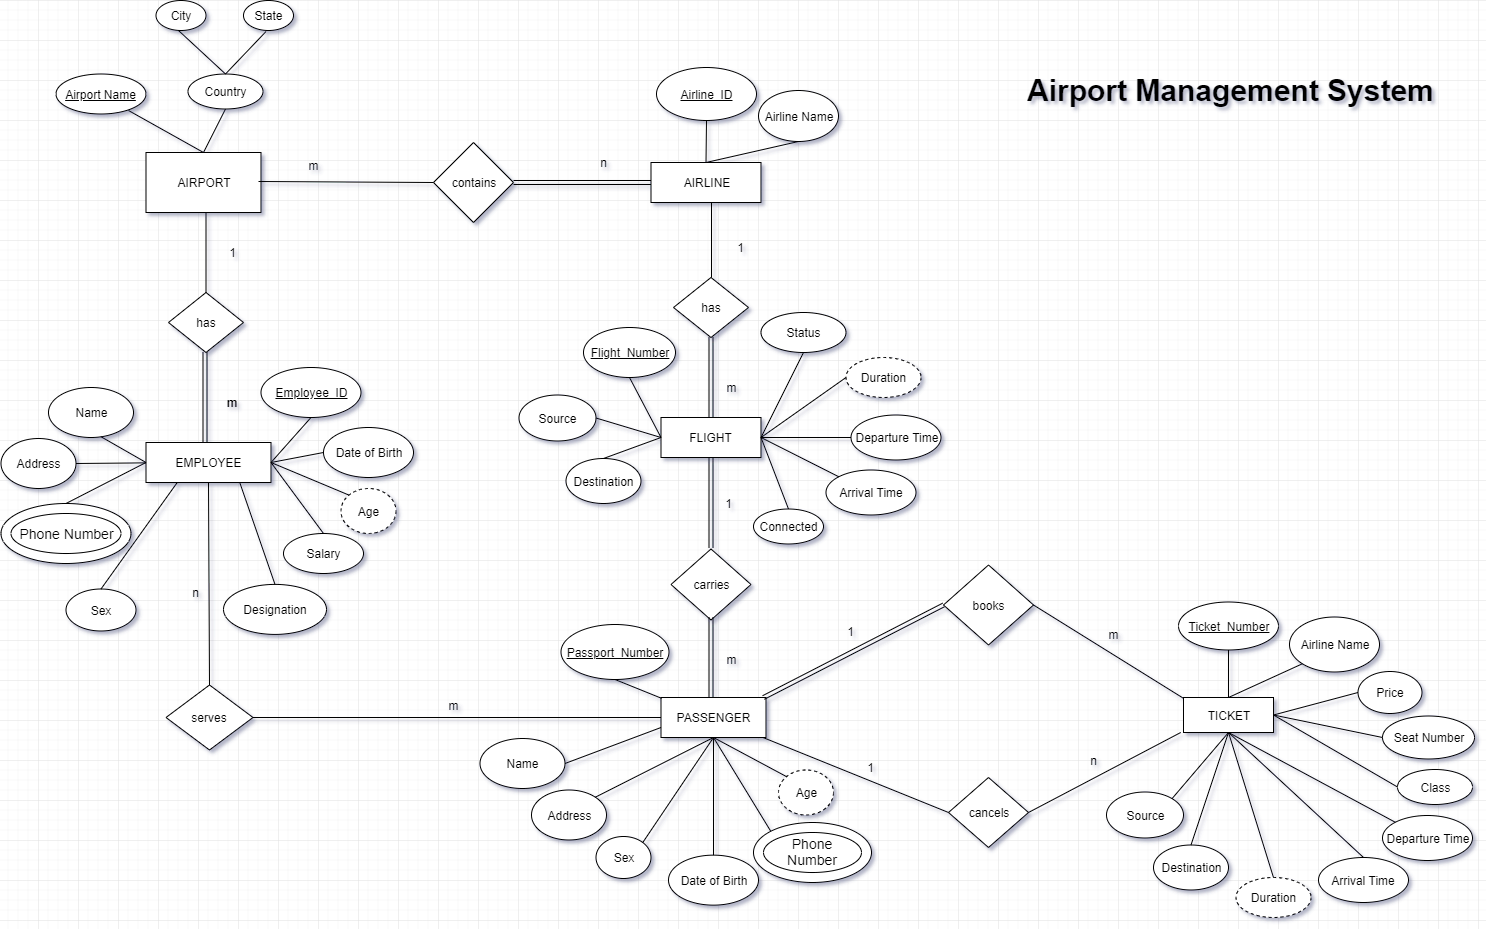 City
State
Airport Name
Country
Airline_ID
Airline Name
Airport Management System
AIRPORT
m
contains
n
AIRLINE
1
1
has
has
Flight_Number
Status
Duration
m
m
Name
Employee_ID
Source
FLIGHT
Departure Time
Address
EMPLOYEE
Date of Birth
Destination
Arrival Time
Phone Number
Age
1
Connected
Salary
n
Sex
Designation
carries
books
1
m
Passport_Number
m
Ticket_Number
Airline Name
Price
serves
m
PASSENGER
TICKET
Seat Number
Name
1
n
Class
Age
Address
cancels
Source
Departure Time
Sex
Phone
Number
Date of Birth
Destination
Arrival Time
Duration